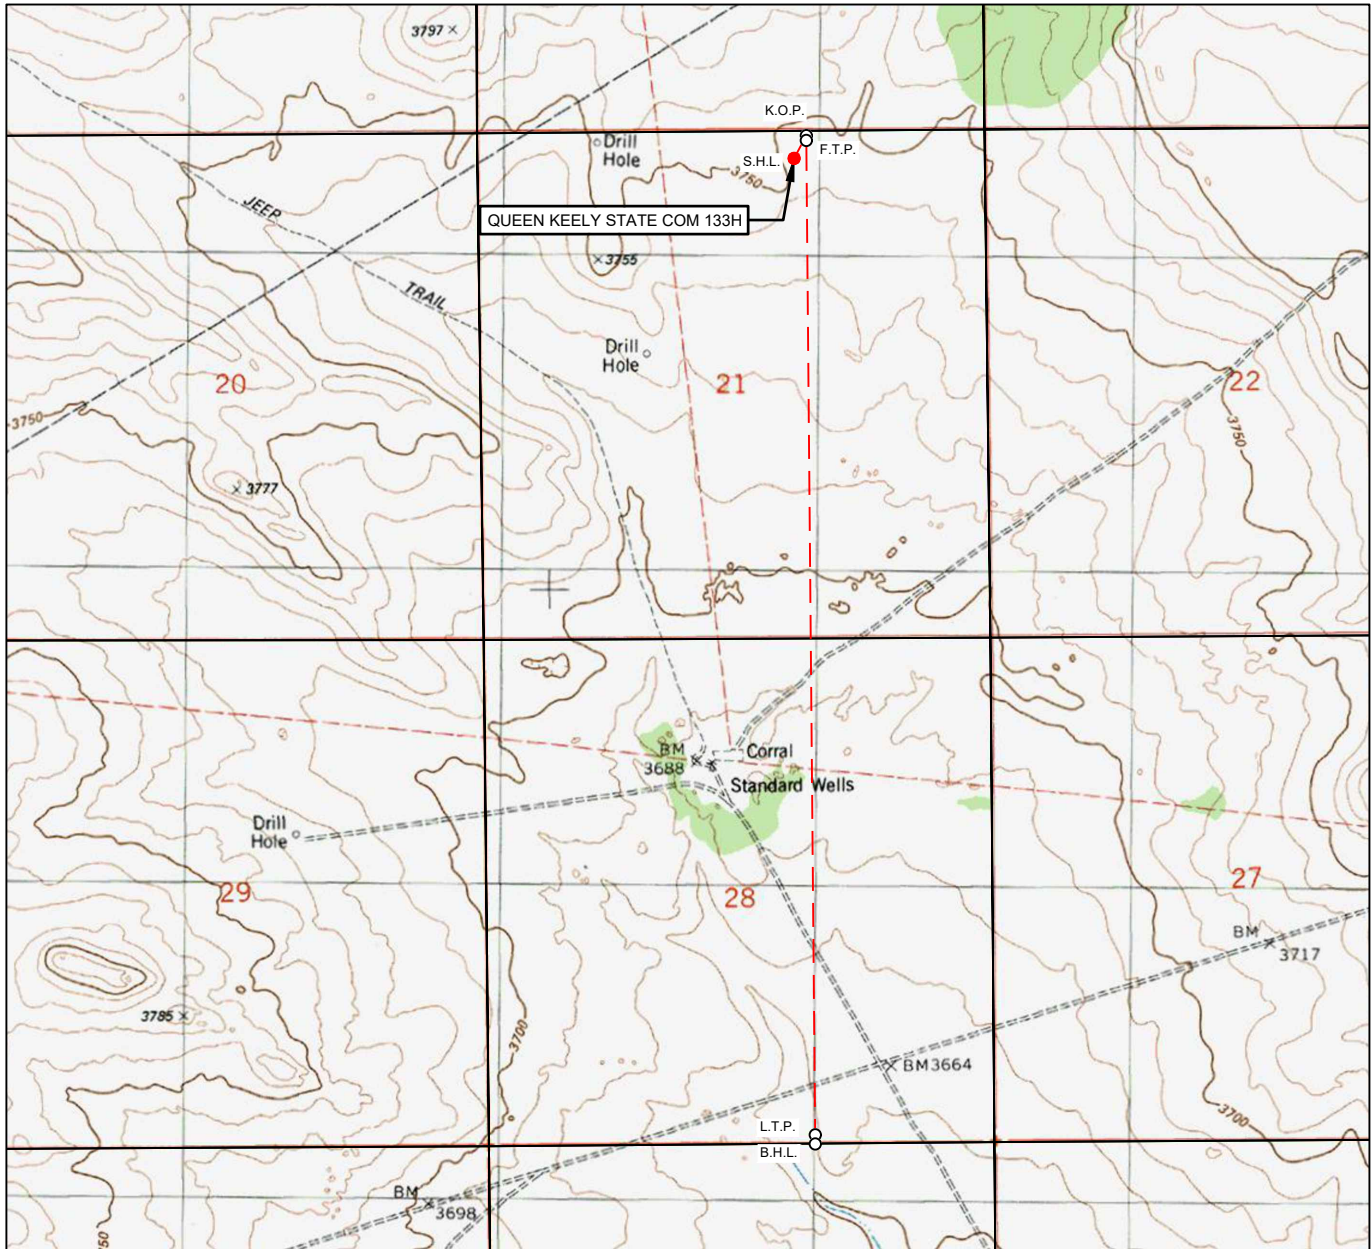 3797
K.O.P.
Drill
Hole
F.T.P.
S.H.L.
3750
JEEP
QUEEN KEELY STATE COM 133H
3755
TRAIL
Drill
Hole
20
21
22
3750
3750
3777
BM
3688
Corral
Standard Wells
Drill
Hole
29
28
27
BM
3717
3785
3700
BM3664
3700
L.T.P.
B.H.L.
BM
3698